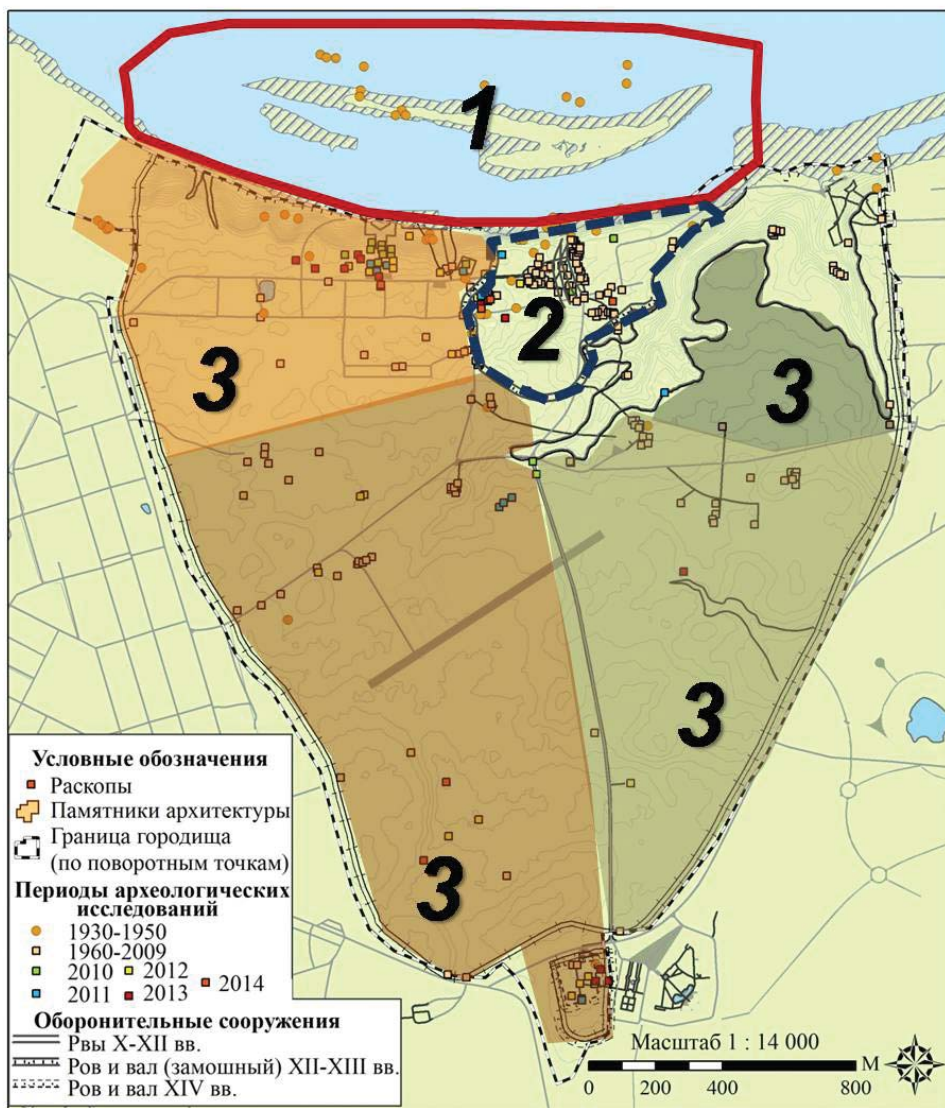 1
2
3
3
3
3
Условные обозначения
Раскопы
Памятники архитектуры
Граница городища
(по поворотным точкам)
Периоды археологических
исследований
1930-1950
1960-2009
2010 2012
2011 2013 2014
Оборонительные сооружения
Рвы X-XII вв.
Ров и вал (замошный) XII-XIII вв.
Ров и вал XIV вв.
Масштаб 1 : 14 000
М
0 200 400 800